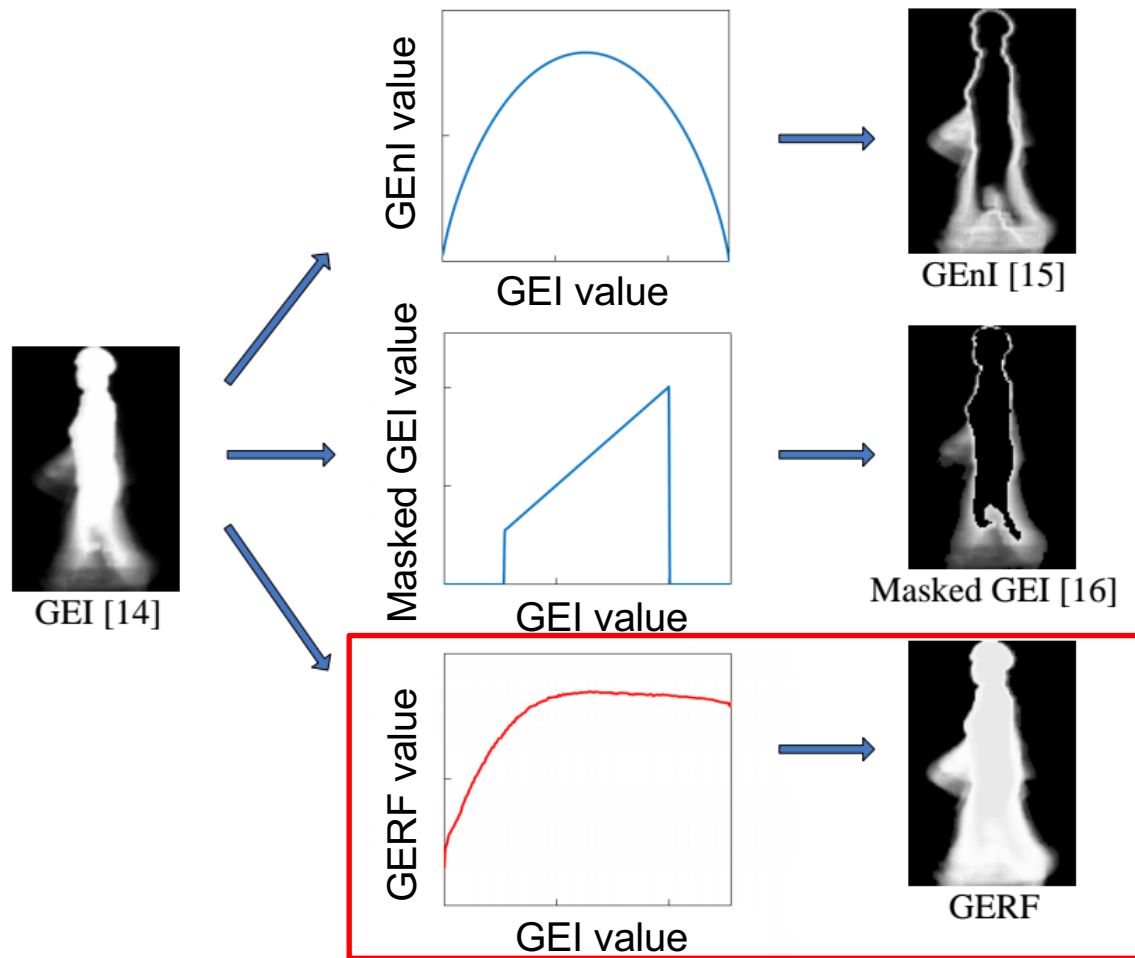 GEnI value
GEI value
GEnI [15]
GEI [14]
Masked GEI value
GEI value
Masked GEI [16]
GERF value
GEI value
GERF